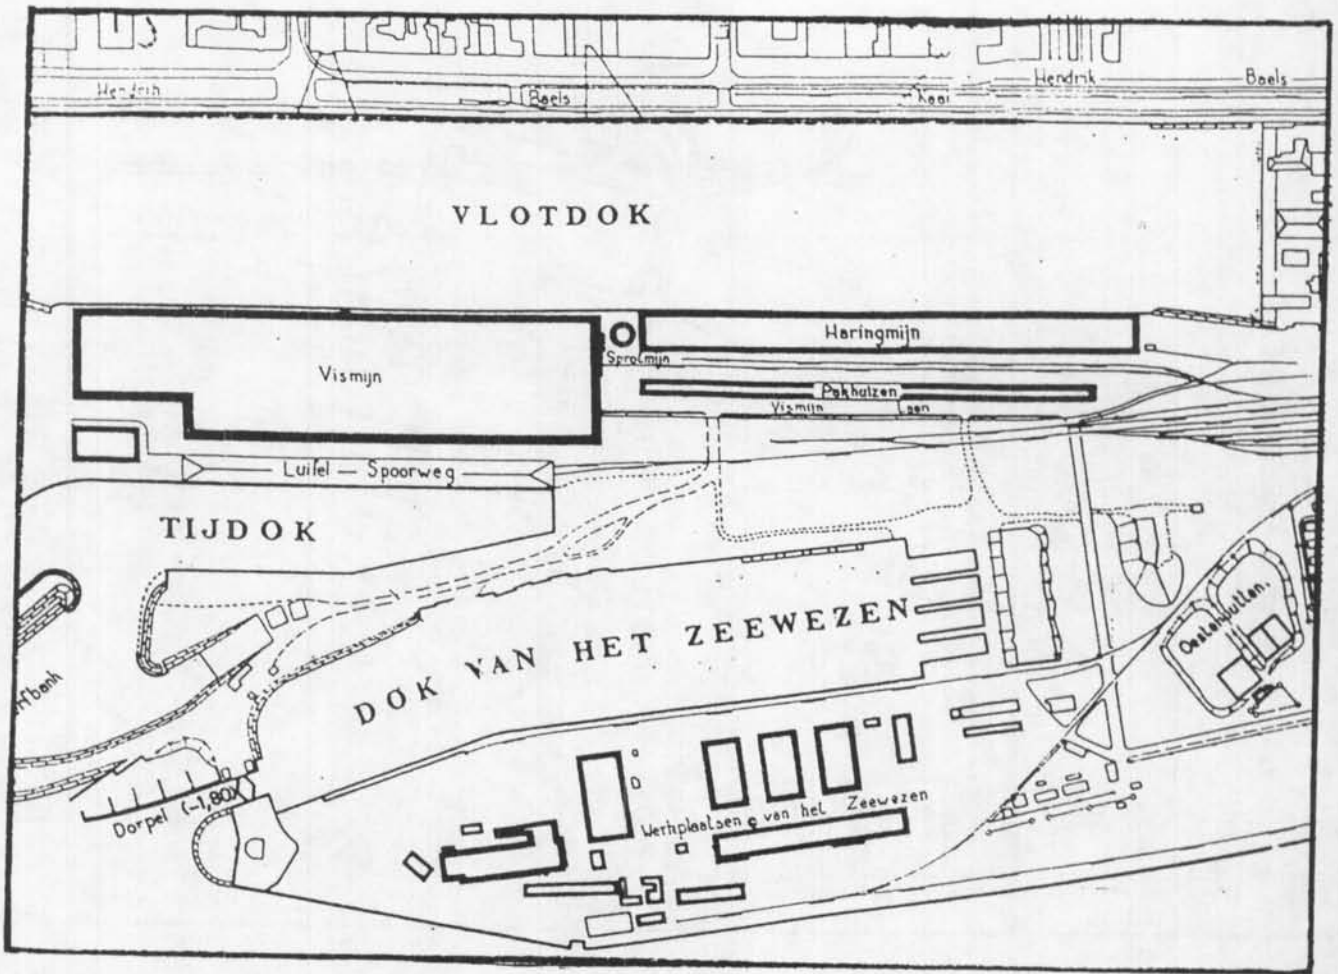 Hendrik Baels Kaai Hendrik Baels
VLOTDOK
Haringmijn
Sprotmijn
Vismijn
Pakhuizen
Vismijn Laan
Luifel — Spoorweg
TIJDOK
DOK VAN HET ZEEWEZEN
Oesterputten.
Dorpel (-1,80)
Werkplaatsen van het Zeewezen